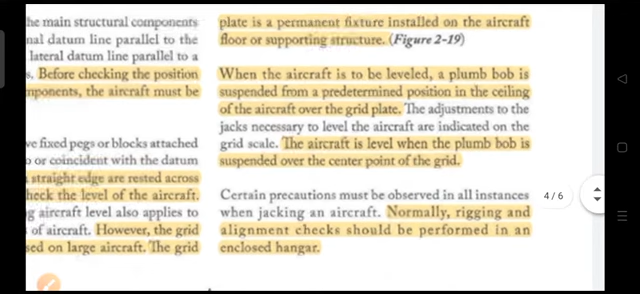 he main structural components
nal datum line parallel to the
lateral datum line parallel to a
s. Before checking the position
mponents, the aircraft must be
ve fixed pegs or blocks attached
o or coincident with the datum
straight edge are rested across
heck the level of the aircraft.
g aircraft level also applies to
of aircraft. However, the grid
sed on large aircraft. The grid
plate is a permanent fixture installed on the aircraft
floor or supporting structure. (Figure 2-19)
When the aircraft is to be leveled, a plumb bob is
suspended from a predetermined position in the ceiling
of the aircraft over the grid plate. The adjustments to the
jacks necessary to level the aircraft are indicated on the
grid scale. The aircraft is level when the plumb bob is
suspended over the center point of the grid.
Certain precautions must be observed in all instances
when jacking an aircraft. Normally, rigging and
alignment checks should be performed in an
enclosed hangar.
4/6